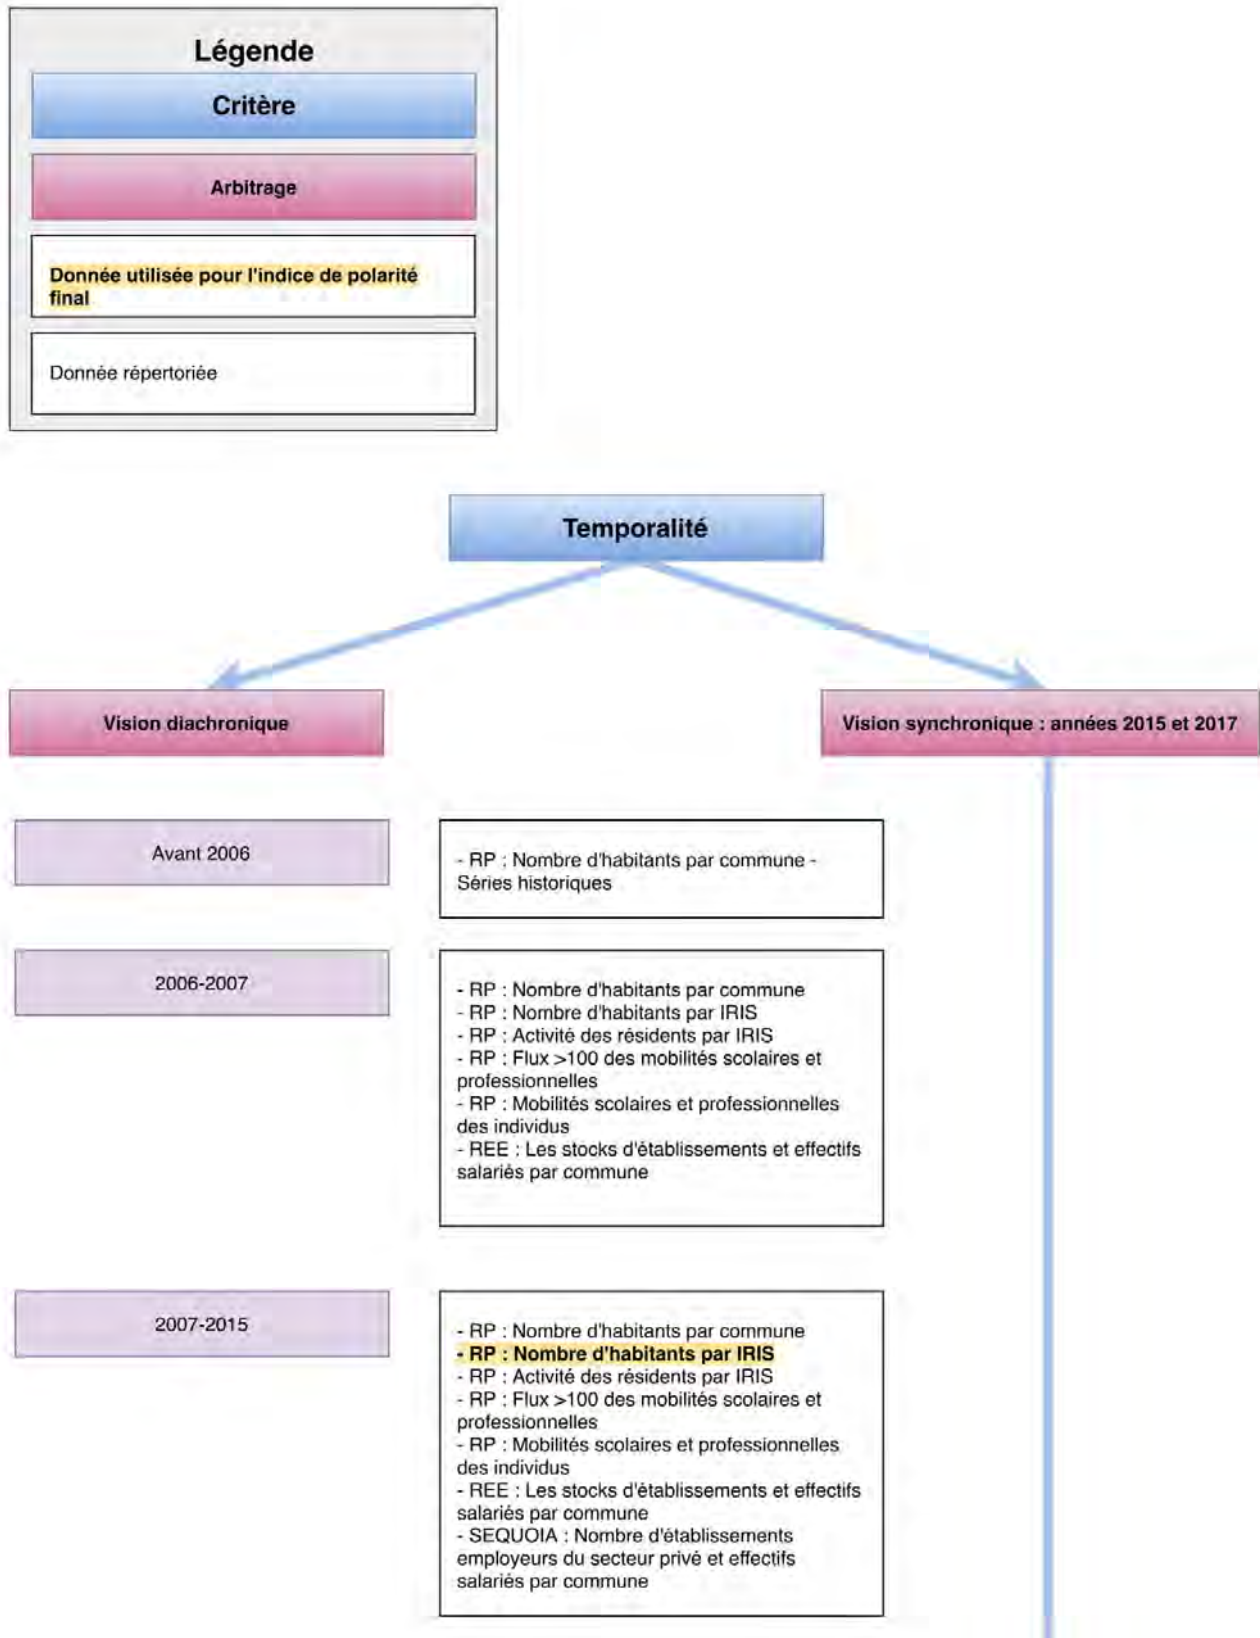 Légende
Critère
Arbitrage
Donnée utilisée pour l'indice de polarité
final
Donnée répertoriée
Temporalité
Vision diachronique
Vision synchronique : années 2015 et 2017
Avant 2006
- RP : Nombre d'habitants par commune -
Séries historiques
2006-2007
- RP : Nombre d'habitants par commune
- RP : Nombre d'habitants par IRIS
- RP : Activité des résidents par IRIS
- RP : Flux >100 des mobilités scolaires et
professionnelles
- RP : Mobilités scolaires et professionnelles
des individus
- REE : Les stocks d'établissements et effectifs
salariés par commune
2007-2015
- RP : Nombre d'habitants par commune
- RP : Nombre d'habitants par IRIS
- RP : Activité des résidents par IRIS
- RP : Flux >100 des mobilités scolaires et
professionnelles
- RP : Mobilités scolaires et professionnelles
des individus
- REE : Les stocks d'établissements et effectifs
salariés par commune
- SEQUOIA : Nombre d'établissements
employeurs du secteur privé et effectifs
salariés par commune